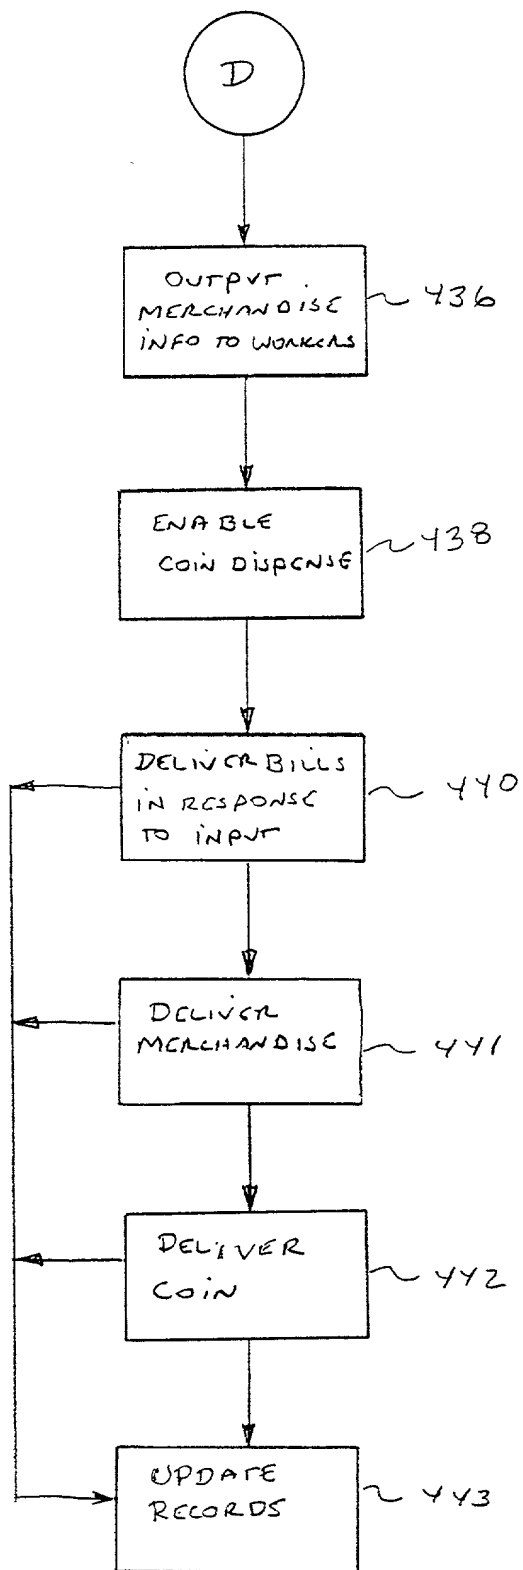 D
OUTPUT
MERCHANDISE
INFO TO WORKERS
436
ENABLE
COIN DISPENSE
438
DELIVER BILLS
IN RESPONSE
TO INPUT
440
DELIVER
MERCHANDISE
441
DELIVER
COIN
442
UPDATE
RECORDS
443